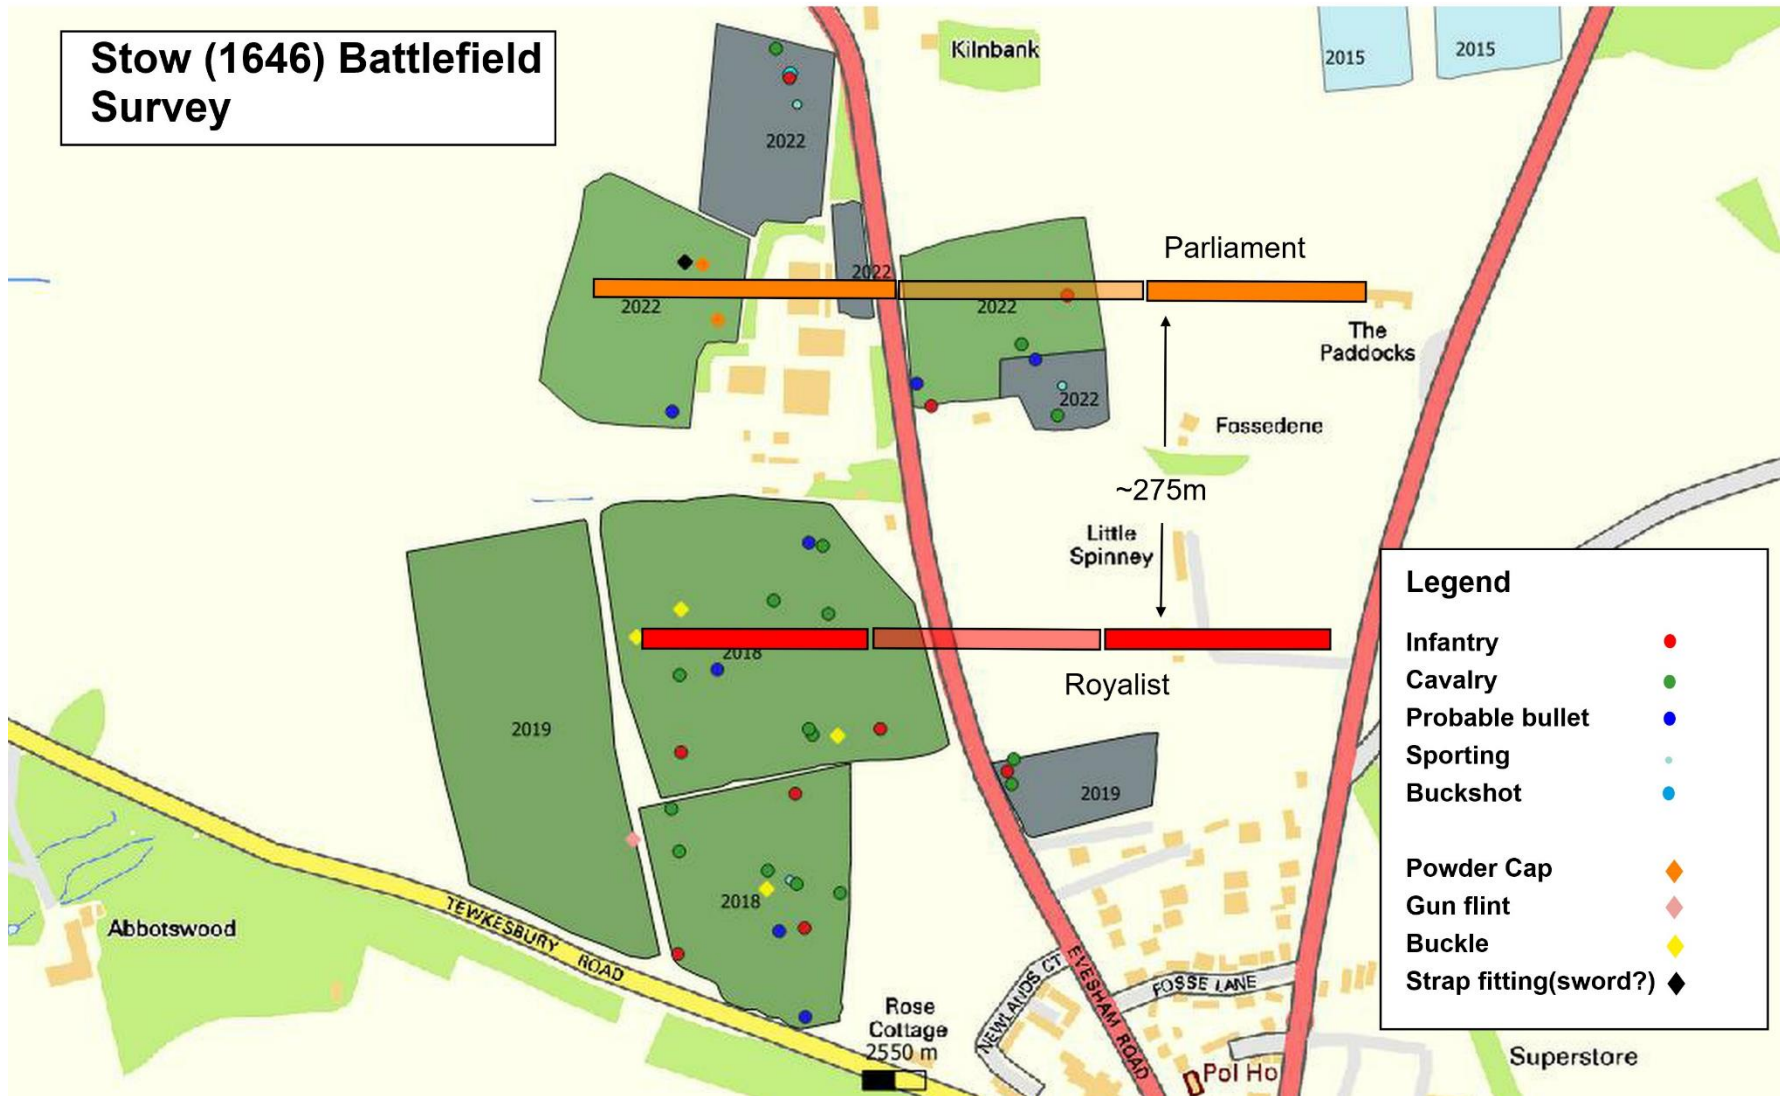 Stow (1646) Battlefield
Survey
Kilnbank
2015
2015
2022
2022
2022
2022
2022
Parliament
The
Paddocks
Fossedene
~275m
Little
Spinney
2018
Royalist
2019
2019
2018
Abbotswood
TEWKESBURY
ROAD
Rose
Cottage
2550 m
NEWLANDS CT
EVESHAM ROAD
FOSSE LANE
Pol Ho
Superstore
Legend
Infantry
Cavalry
Probable bullet
Sporting
Buckshot
Powder Cap
Gun flint
Buckle
Strap fitting(sword?)